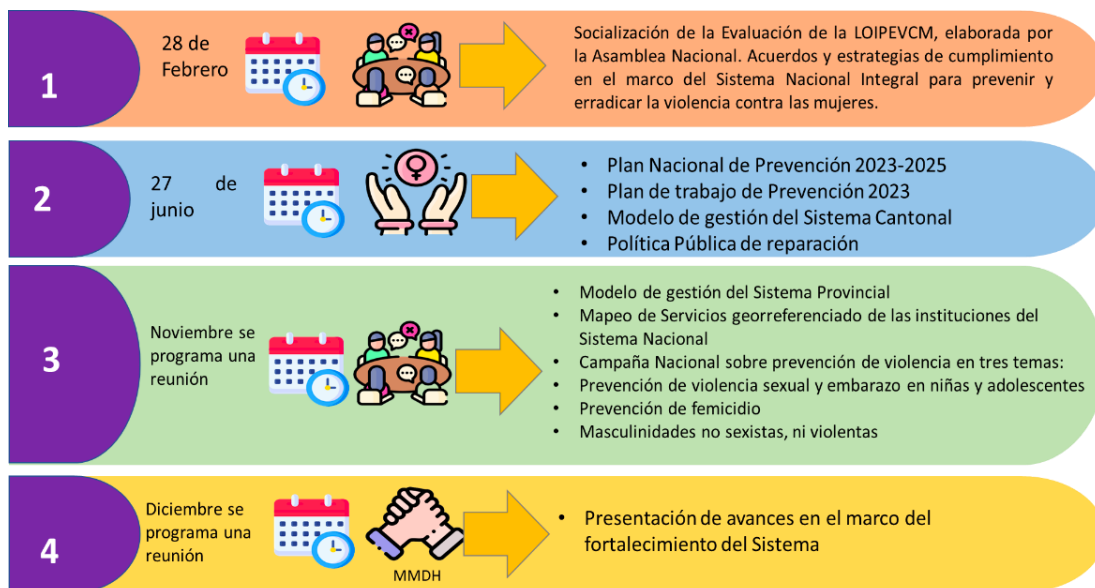 1
28 de
Febrero
Socialización de la Evaluación de la LOIPEVCM, elaborada por
la Asamblea Nacional. Acuerdos y estrategias de cumplimiento
en el marco del Sistema Nacional Integral para prevenir y
erradicar la violencia contra las mujeres.
2
27 de
junio
• Plan Nacional de Prevención 2023-2025
• Plan de trabajo de Prevención 2023
• Modelo de gestión del Sistema Cantonal
• Política Pública de reparación
3
Noviembre se
programa una
reunión
• Modelo de gestión del Sistema Provincial
• Mapeo de Servicios georreferenciado de las instituciones del
Sistema Nacional
• Campaña Nacional sobre prevención de violencia en tres temas:
• Prevención de violencia sexual y embarazo en niñas y adolescentes
• Prevención de femicidio
• Masculinidades no sexistas, ni violentas
4
Diciembre se
programa una
reunión
MMDH
• Presentación de avances en el marco del
fortalecimiento del Sistema